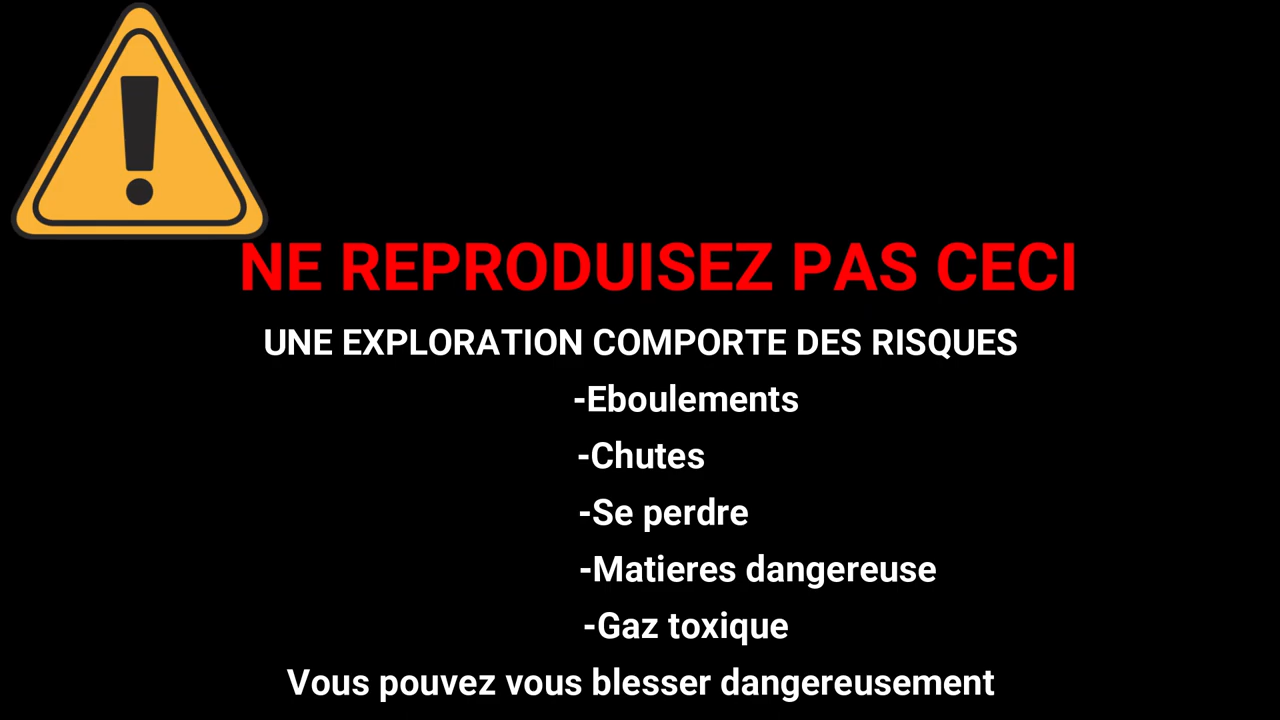 NE REPRODUISEZ PAS CECI
UNE EXPLORATION COMPORTE DES RISQUES
-Eboulements
-Chutes
-Se perdre
-Matieres dangereuse
-Gaz toxique
Vous pouvez vous blesser dangereusement